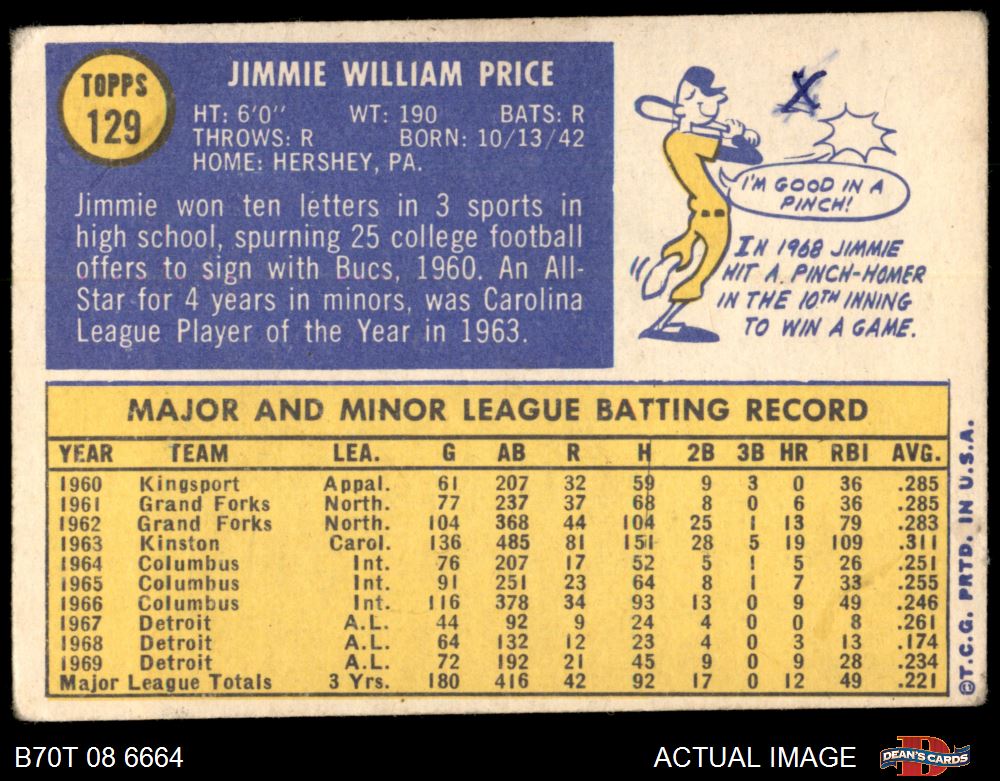 TOPPS
129
JIMMIE WILLIAM PRICE
HT: 6'0" WT: 190 BATS: R
THROWS: R BORN: 10/13/42
HOME: HERSHEY, PA.
Jimmie won ten letters in 3 sports in
high school, spurning 25 college football
offers to sign with Bucs, 1960. An All-
Star for 4 years in minors, was Carolina
League Player of the Year in 1963.
X
I'M GOOD IN A
PINCH!
IN 1968 JIMMIE
HIT A PINCH-HOMER
IN THE 10TH INNING
TO WIN A GAME.
MAJOR AND MINOR LEAGUE BATTING RECORD
YEAR TEAM LEA. G AB R H 2B 3B HR RBI AVG.
1960 Kingsport Appal. 61 207 32 59 9 3 0 36 .285
1961 Grand Forks North. 77 237 37 68 8 0 6 36 .285
1962 Grand Forks North. 104 368 44 104 25 1 13 79 .283
1963 Kinston Carol. 136 485 81 151 28 5 19 109 .311
1964 Columbus Int. 76 207 17 52 5 1 5 26 .251
1965 Columbus Int. 91 251 23 64 8 1 7 33 .255
1966 Columbus Int. 116 378 34 93 13 0 9 49 .246
1967 Detroit A.L. 44 92 9 24 4 0 0 8 .261
1968 Detroit A.L. 64 132 12 23 4 0 3 13 .174
1969 Detroit A.L. 72 192 21 45 9 0 9 28 .234
Major League Totals 3 Yrs. 180 416 42 92 17 0 12 49 .221
©T.C.G. PRTD. IN U.S.A.
B70T 08 6664
ACTUAL IMAGE
DEAN'S CARDS